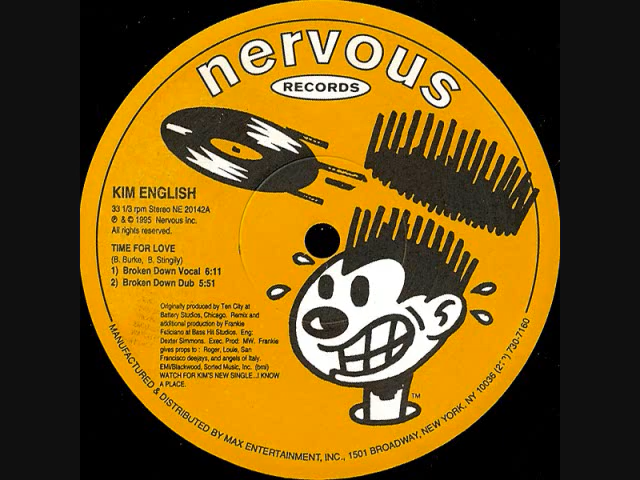 nervous
RECORDS
KIM ENGLISH
33 1/3 rpm Stereo NE 20142A
℗ & © 1995 Nervous Inc.
All rights reserved.
TIME FOR LOVE
(B. Burke, B. Stingily)
1) Broken Down Vocal 6:11
2) Broken Down Dub 5:51
Originally produced by Ten City at
Battery Studios, Chicago. Remix and
additional production by Frankie
Feliciano at Bass Hit Studios. Eng:
Dexter Simmons. Exec. Prod: MW. Frankie
gives props to : Roger, Louie, San
Francisco deejays, and angels of Italy.
EMI/Blackwood, Sorted Music, Inc. (bmi)
WATCH FOR KIM'S NEW SINGLE...I KNOW
A PLACE.
TM
MANUFACTURED & DISTRIBUTED BY MAX ENTERTAINMENT, INC., 1501 BROADWAY, NEW YORK, NY 10036 730-7160